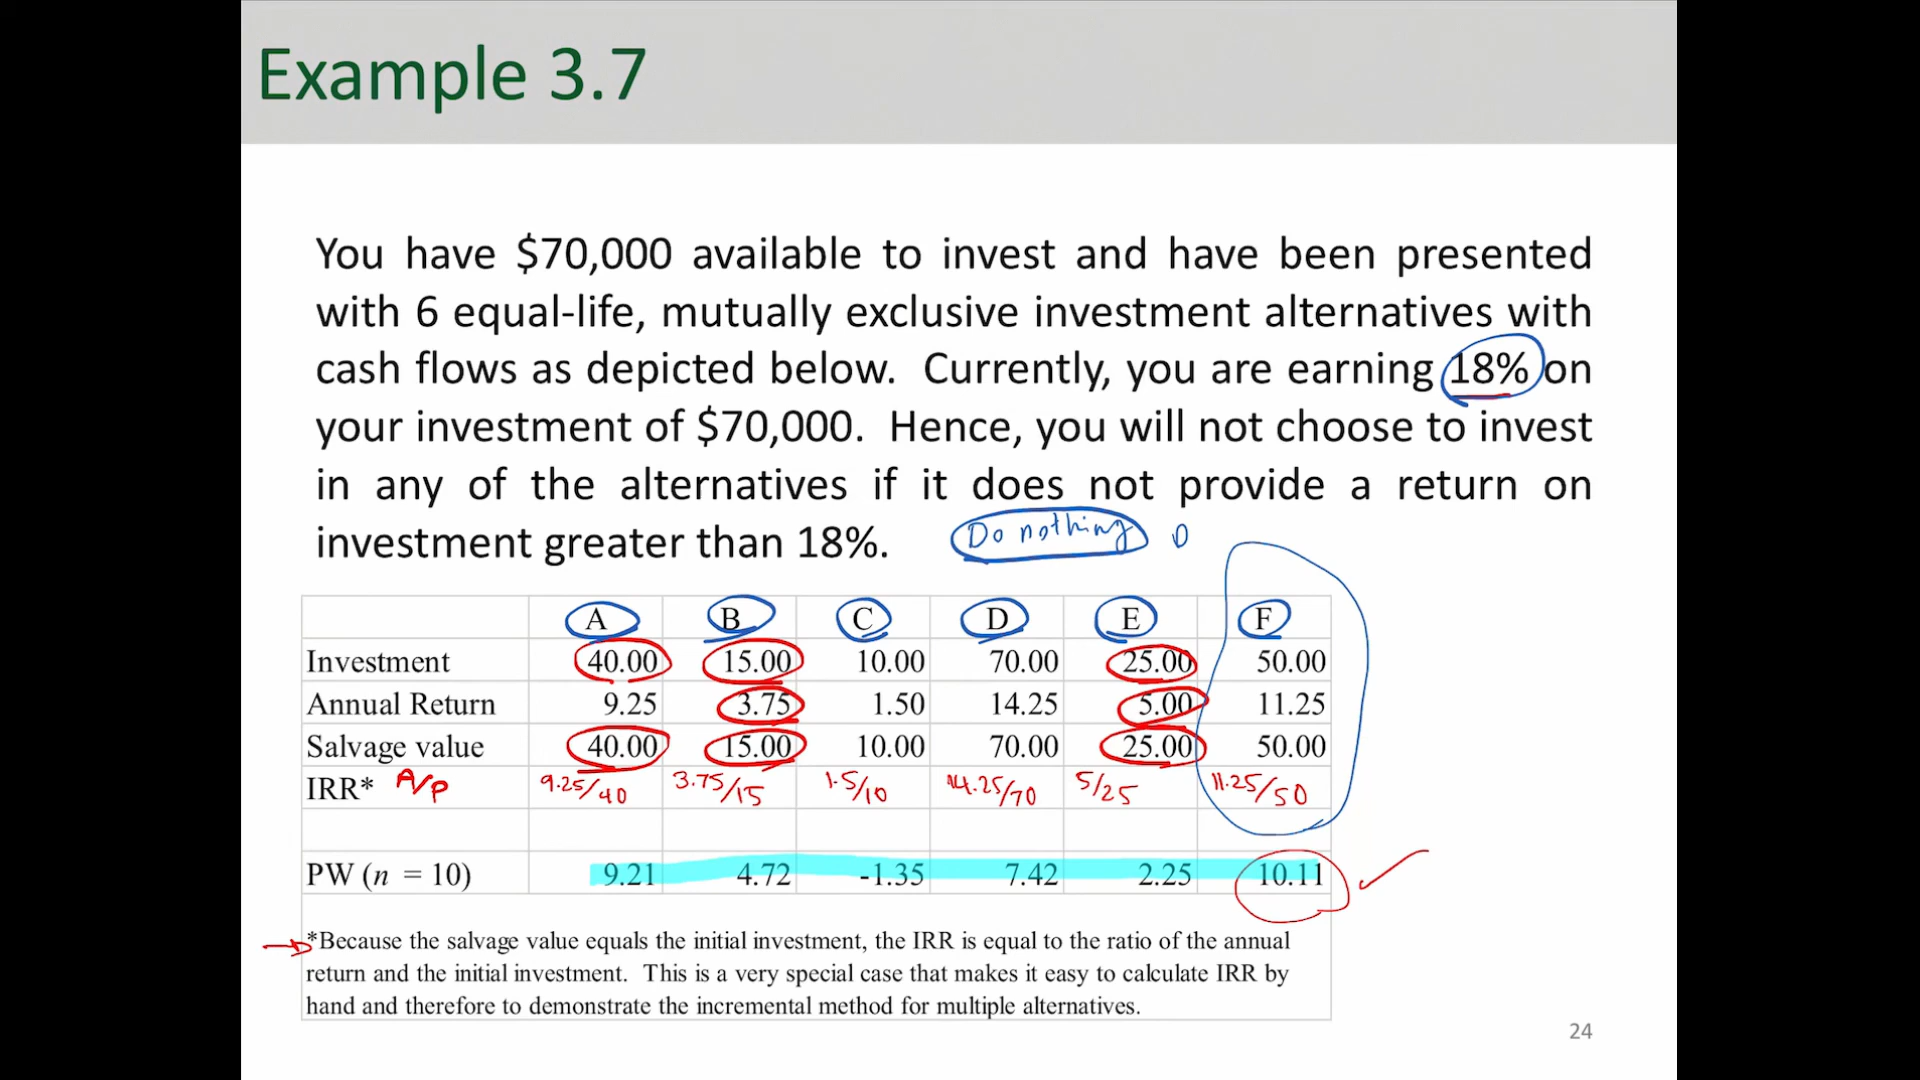 Example 3.7
You have $70,000 available to invest and have been presented
with 6 equal-life, mutually exclusive investment alternatives with
cash flows as depicted below. Currently, you are earning 18% on
your investment of $70,000. Hence, you will not choose to invest
in any of the alternatives if it does not provide a return on
investment greater than 18%. Do nothing 0
A B C D E F
Investment 40.00 15.00 10.00 70.00 25.00 50.00
Annual Return 9.25 3.75 1.50 14.25 5.00 11.25
Salvage value 40.00 15.00 10.00 70.00 25.00 50.00
IRR* A/P 9.25/40 3.75/15 1.5/10 14.25/70 5/25 11.25/50
PW (n = 10) 9.21 4.72 -1.35 7.42 2.25 10.11
*Because the salvage value equals the initial investment, the IRR is equal to the ratio of the annual
return and the initial investment. This is a very special case that makes it easy to calculate IRR by
hand and therefore to demonstrate the incremental method for multiple alternatives.
24